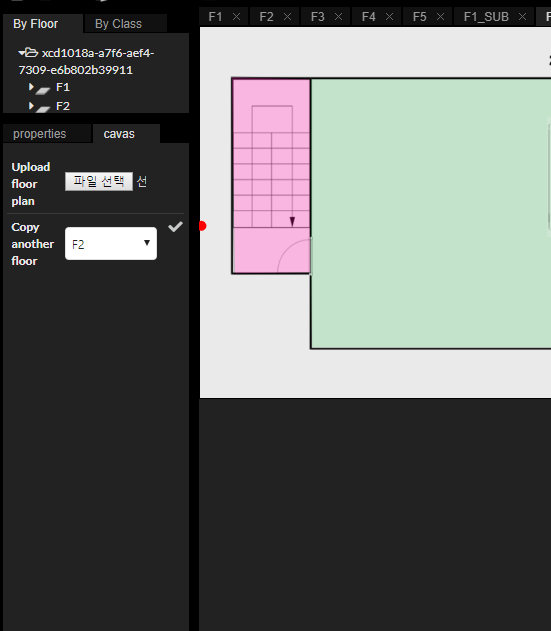 By Floor
By Class
F1
F2
F3
F4
F5
F1_SUB
xcd1018a-a7f6-aef4-
7309-e6b802b39911
F1
F2
properties
cavas
Upload
floor
plan
파일 선택 선
Copy
another
floor
F2